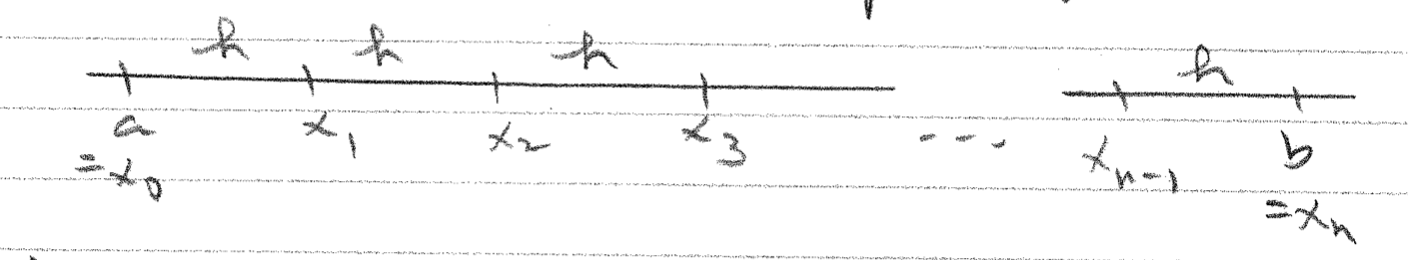 h h h h
a x₁ x₂ x₃ --- xₙ₋₁ b
=x₀ =xₙ